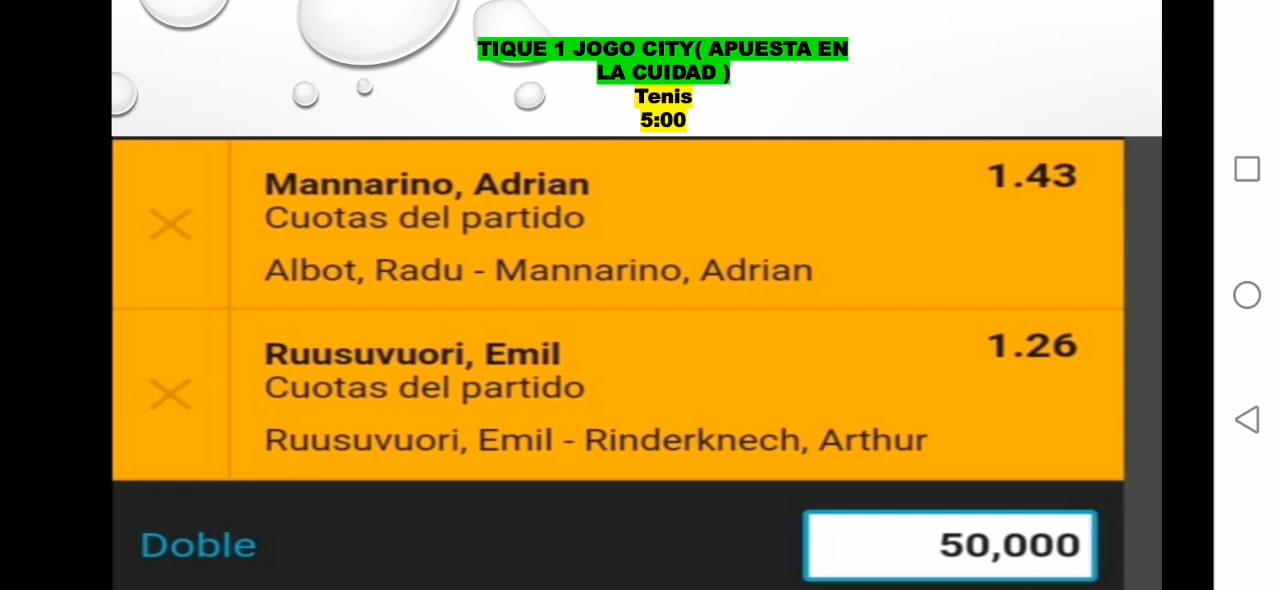 TIQUE 1 JOGO CITY( APUESTA EN
LA CUIDAD )
Tenis
5:00
Mannarino, Adrian 1.43
Cuotas del partido
Albot, Radu - Mannarino, Adrian
Ruusuvuori, Emil 1.26
Cuotas del partido
Ruusuvuori, Emil - Rinderknech, Arthur
Doble 50,000